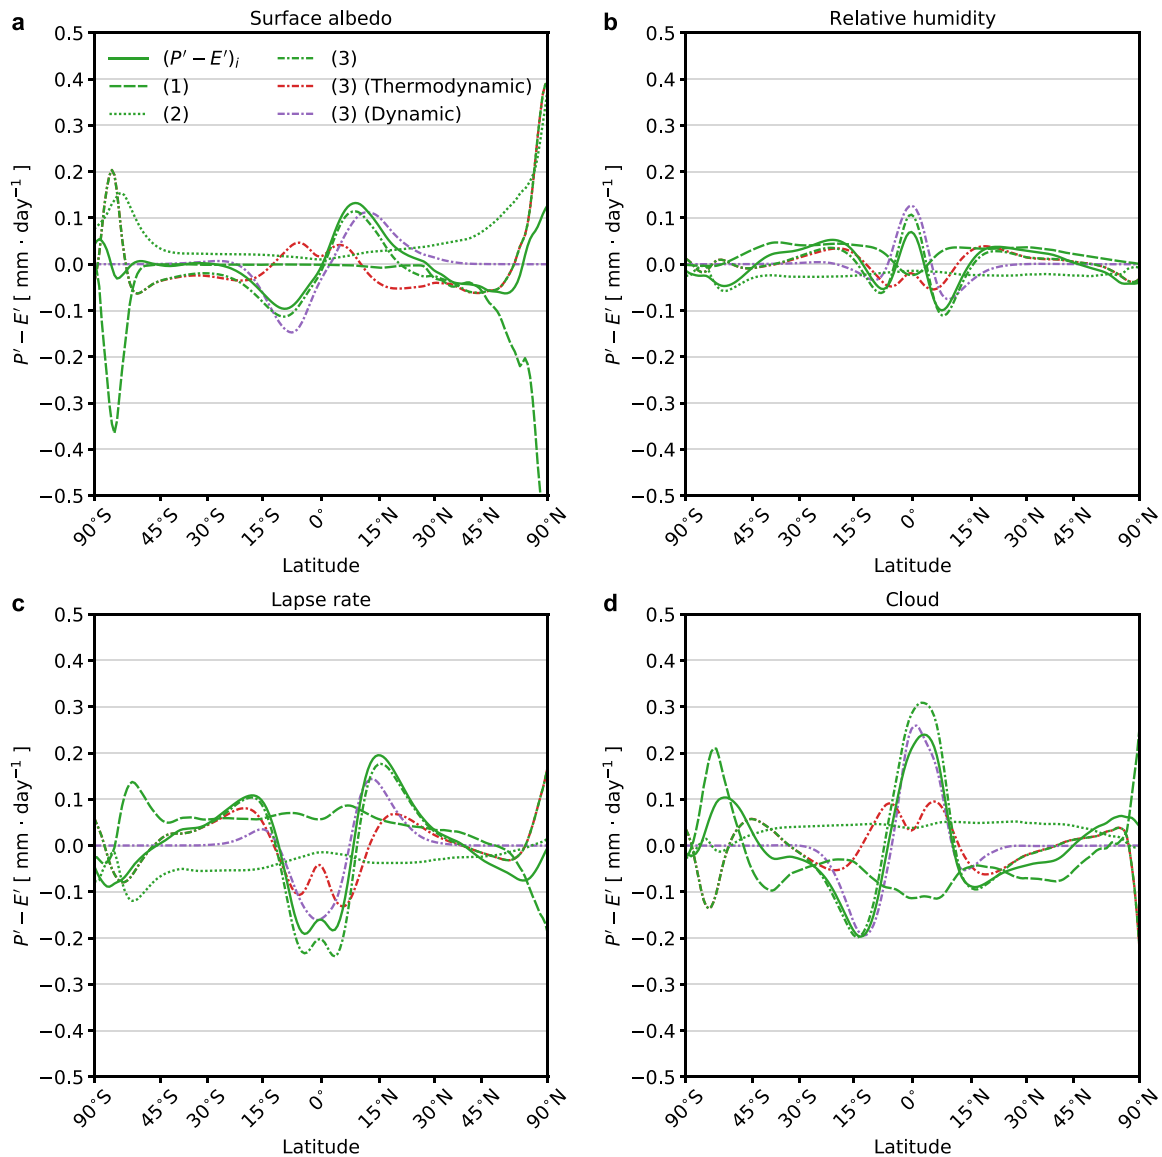 a
Surface albedo
0.5
0.4
0.3
0.2
0.1
0.0
−0.1
−0.2
−0.3
−0.4
−0.5
P′ − E′ [ mm · day⁻¹ ]
(P′ − E′)ᵢ
(1)
(2)
(3)
(3) (Thermodynamic)
(3) (Dynamic)
90°S
45°S
30°S
15°S
0°
15°N
30°N
45°N
90°N
Latitude
b
Relative humidity
0.5
0.4
0.3
0.2
0.1
0.0
−0.1
−0.2
−0.3
−0.4
−0.5
P′ − E′ [ mm · day⁻¹ ]
90°S
45°S
30°S
15°S
0°
15°N
30°N
45°N
90°N
Latitude
c
Lapse rate
0.5
0.4
0.3
0.2
0.1
0.0
−0.1
−0.2
−0.3
−0.4
−0.5
P′ − E′ [ mm · day⁻¹ ]
90°S
45°S
30°S
15°S
0°
15°N
30°N
45°N
90°N
Latitude
d
Cloud
0.5
0.4
0.3
0.2
0.1
0.0
−0.1
−0.2
−0.3
−0.4
−0.5
P′ − E′ [ mm · day⁻¹ ]
90°S
45°S
30°S
15°S
0°
15°N
30°N
45°N
90°N
Latitude